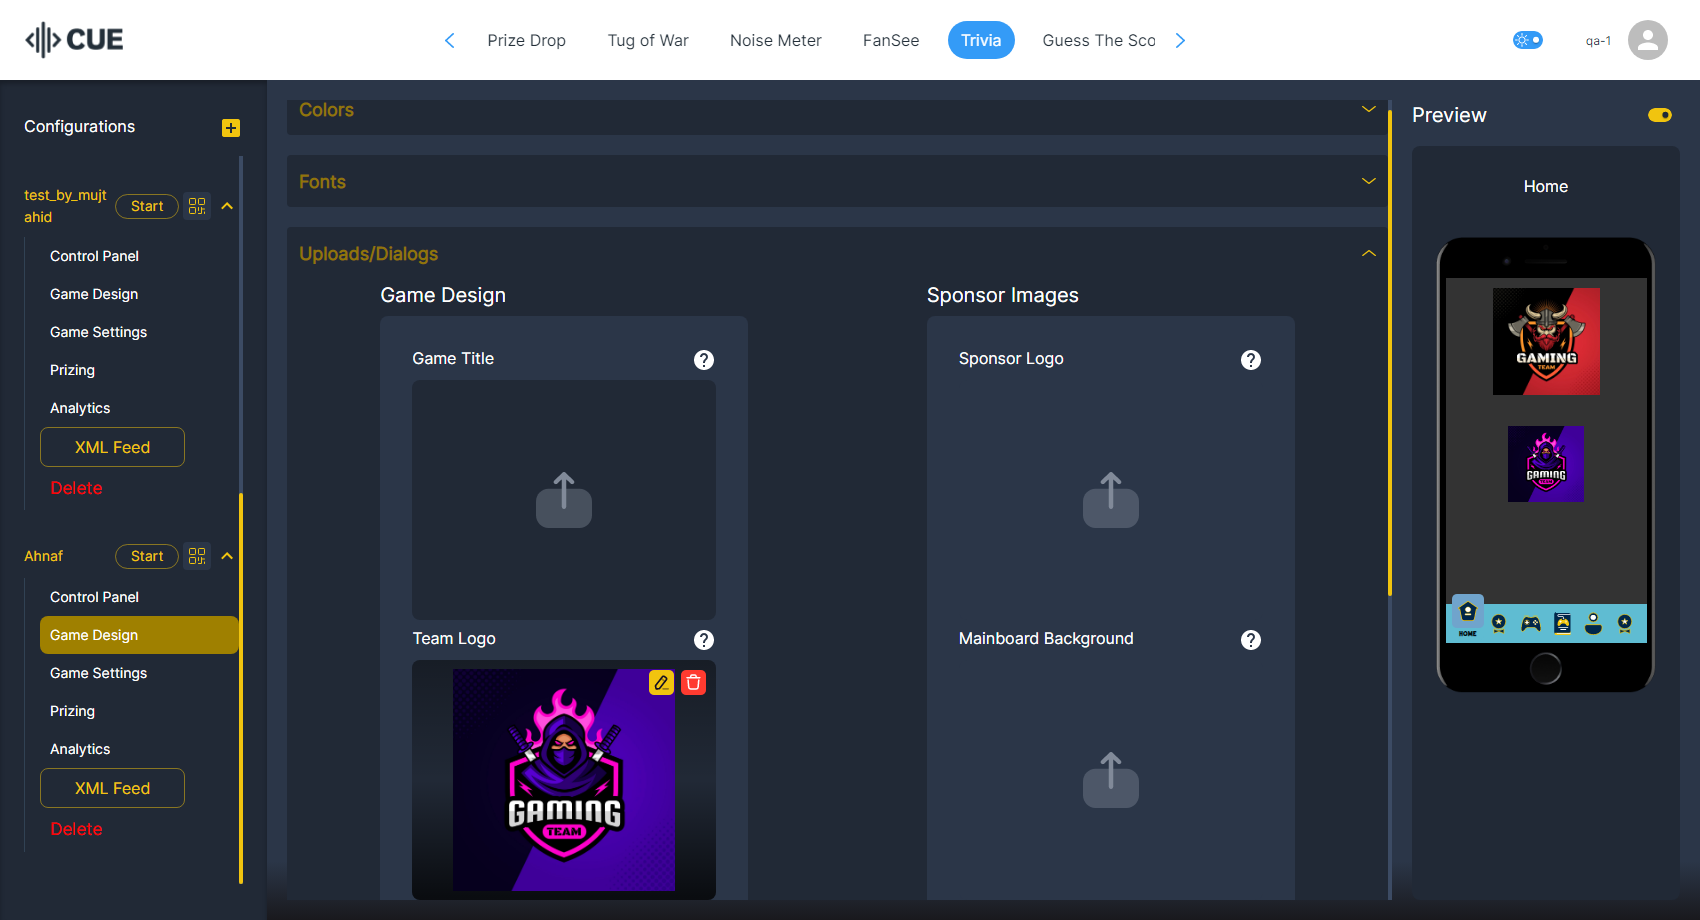 CUE
Prize Drop
Tug of War
Noise Meter
FanSee
Trivia
Guess The Sco
qa-1
Configurations
test_by_mujt
ahid
Start
Control Panel
Game Design
Game Settings
Prizing
Analytics
XML Feed
Delete
Ahnaf
Start
Control Panel
Game Design
Game Settings
Prizing
Analytics
XML Feed
Delete
Colors
Fonts
Uploads/Dialogs
Game Design
Game Title
Team Logo
GAMING
TEAM
Sponsor Images
Sponsor Logo
Mainboard Background
Preview
Home
GAMING
TEAM
GAMING
TEAM
HOME